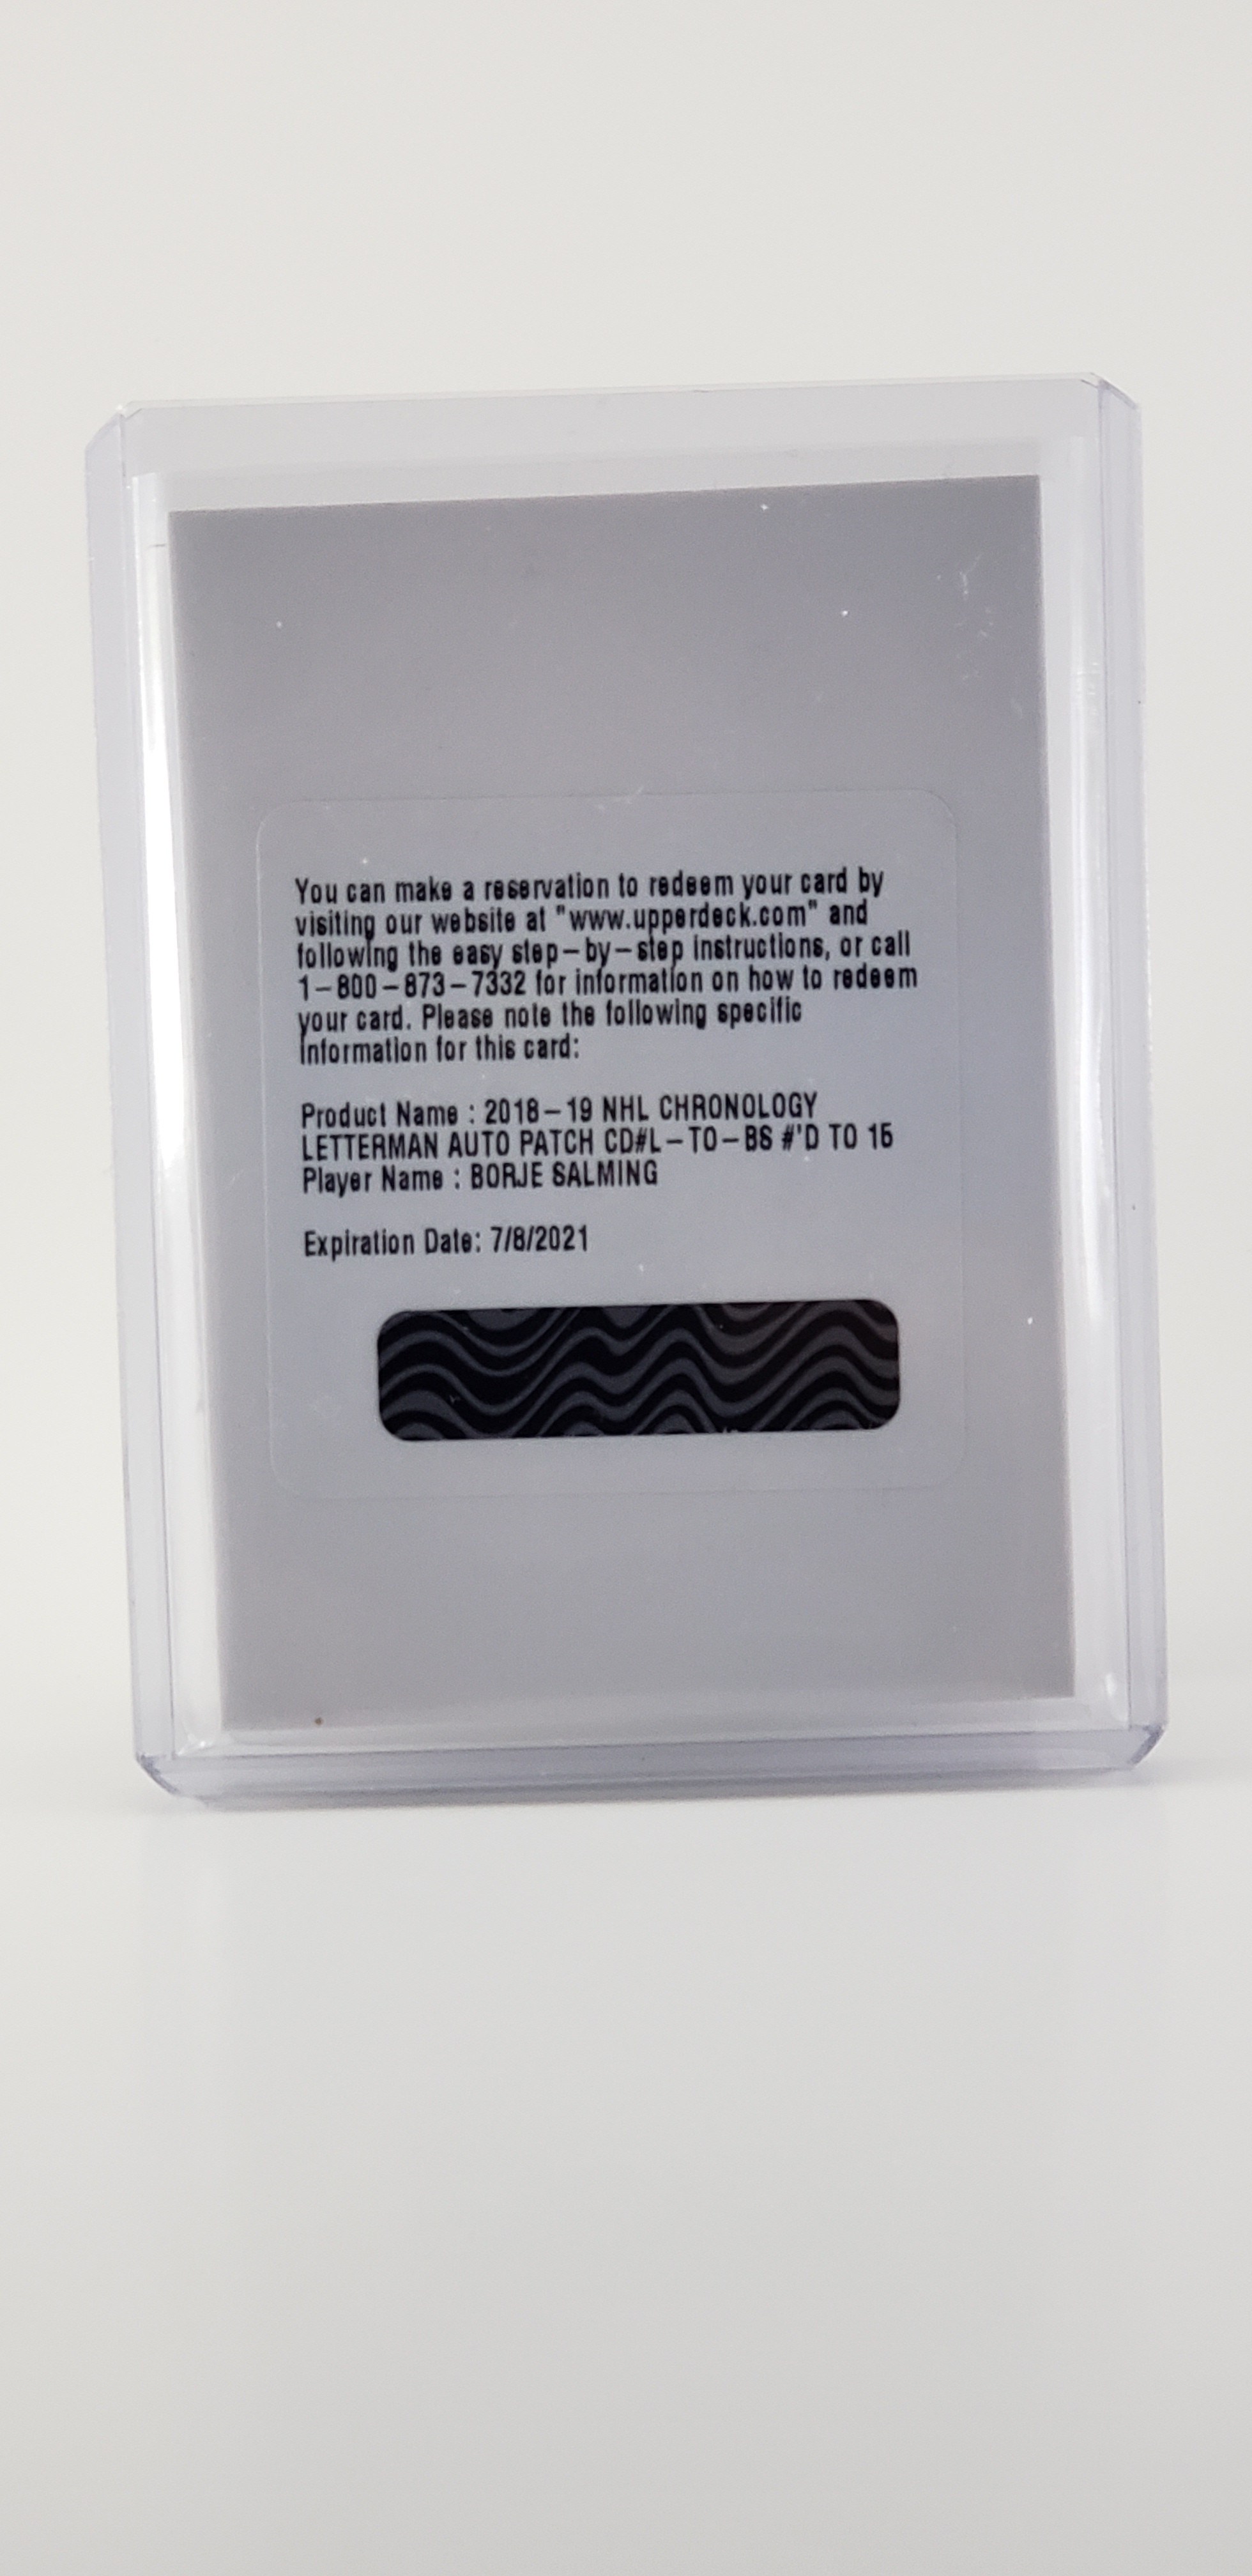 You can make a reservation to redeem your card by
visiting our website at "www.upperdeck.com" and
following the easy step-by-step instructions, or call
1-800-873-7332 for information on how to redeem
your card. Please note the following specific
information for this card:
Product Name : 2018-19 NHL CHRONOLOGY
LETTERMAN AUTO PATCH CD#L-TO-BS #'D TO 15
Player Name : BORJE SALMING
Expiration Date: 7/8/2021